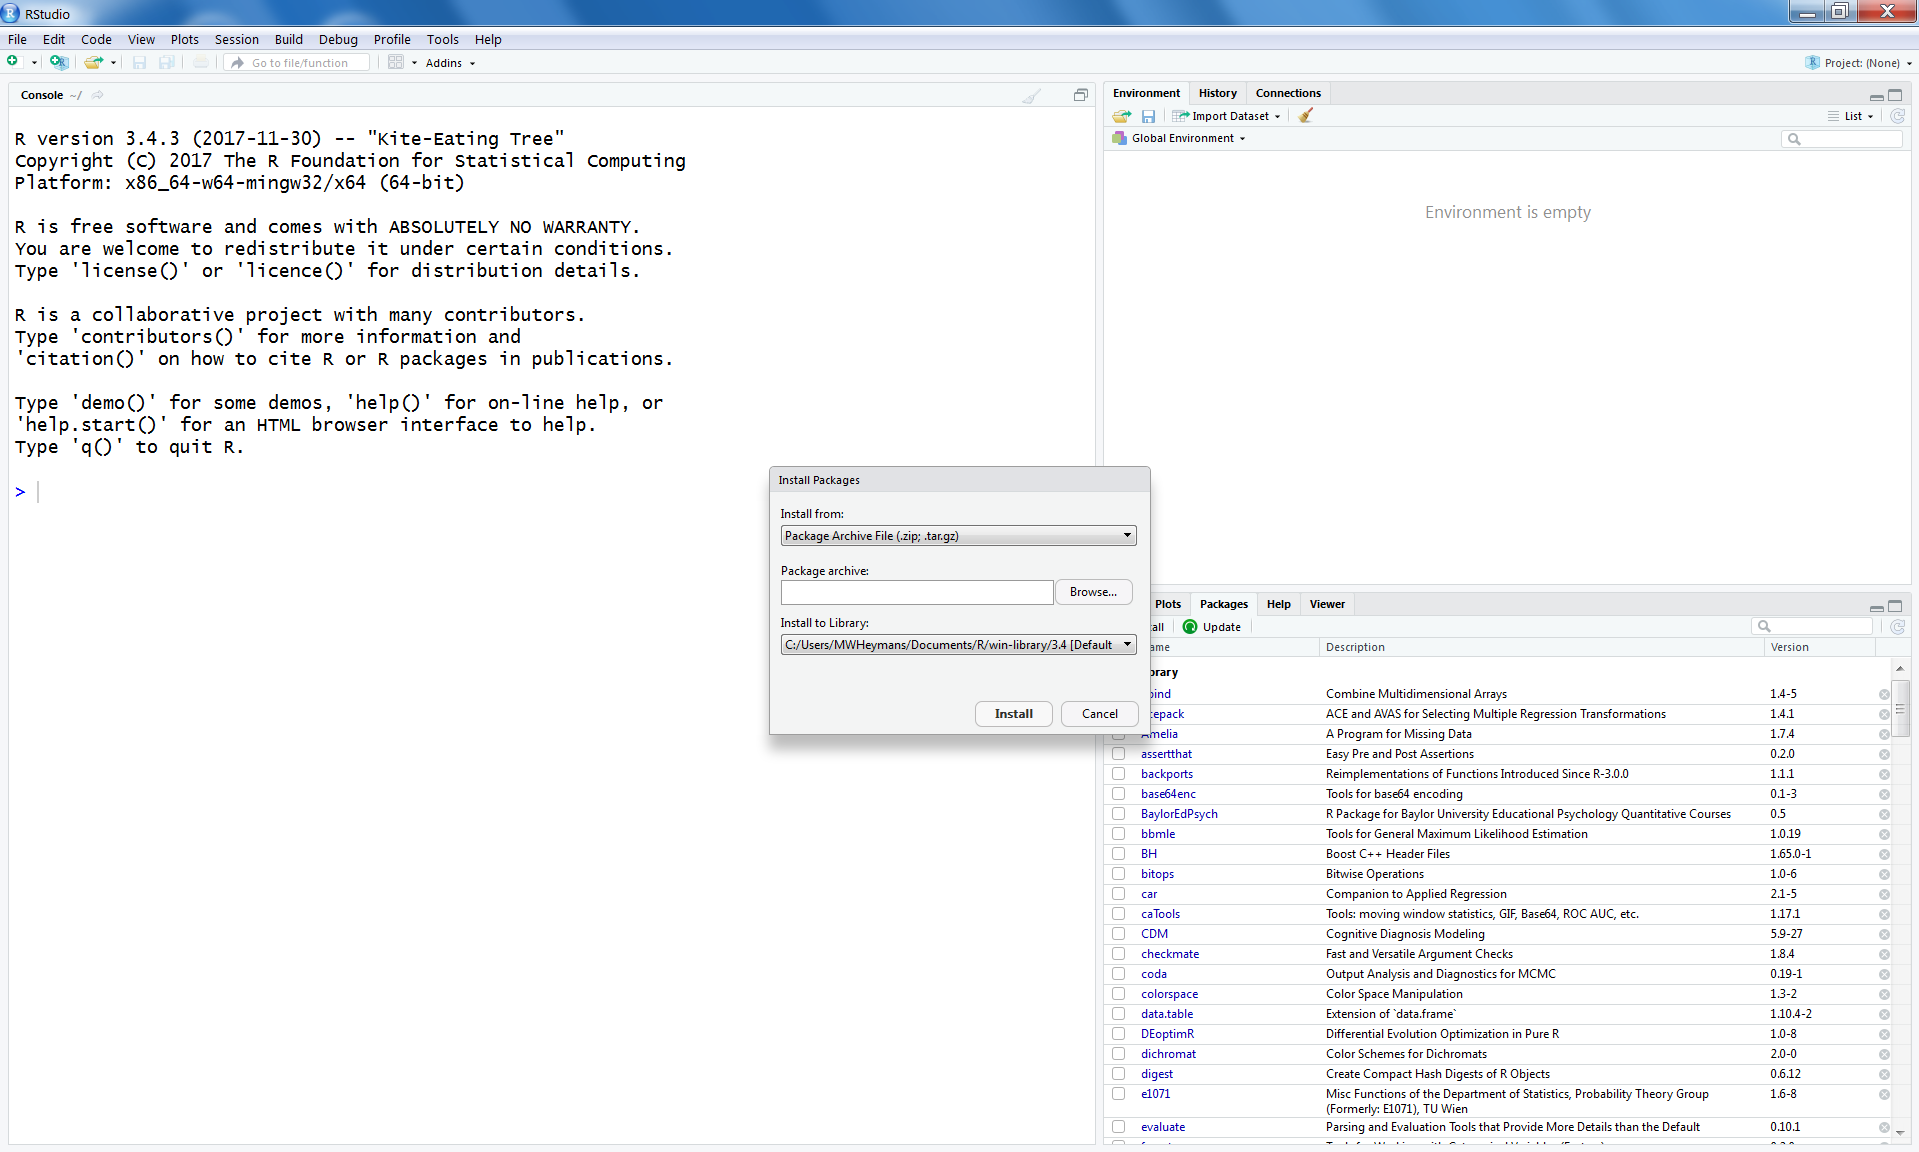 RStudio
File Edit Code View Plots Session Build Debug Profile Tools Help
Go to file/function Addins Project: (None)
Console ~/
R version 3.4.3 (2017-11-30) -- "Kite-Eating Tree"
Copyright (C) 2017 The R Foundation for Statistical Computing
Platform: x86_64-w64-mingw32/x64 (64-bit)
R is free software and comes with ABSOLUTELY NO WARRANTY.
You are welcome to redistribute it under certain conditions.
Type 'license()' or 'licence()' for distribution details.
R is a collaborative project with many contributors.
Type 'contributors()' for more information and
'citation()' on how to cite R or R packages in publications.
Type 'demo()' for some demos, 'help()' for on-line help, or
'help.start()' for an HTML browser interface to help.
Type 'q()' to quit R.
>
Install Packages
Install from:
Package Archive File (.zip; .tar.gz)
Package archive:
Browse...
Install to Library:
C:/Users/MWHeymans/Documents/R/win-library/3.4 [Default
Install Cancel
Environment History Connections
Import Dataset List
Global Environment
Environment is empty
Plots Packages Help Viewer
all Update
ame Description Version
brary
bind Combine Multidimensional Arrays 1.4-5
cepack ACE and AVAS for Selecting Multiple Regression Transformations 1.4.1
Amelia A Program for Missing Data 1.7.4
assertthat Easy Pre and Post Assertions 0.2.0
backports Reimplementations of Functions Introduced Since R-3.0.0 1.1.1
base64enc Tools for base64 encoding 0.1-3
BaylorEdPsych R Package for Baylor University Educational Psychology Quantitative Courses 0.5
bbmle Tools for General Maximum Likelihood Estimation 1.0.19
BH Boost C++ Header Files 1.65.0-1
bitops Bitwise Operations 1.0-6
car Companion to Applied Regression 2.1-5
caTools Tools: moving window statistics, GIF, Base64, ROC AUC, etc. 1.17.1
CDM Cognitive Diagnosis Modeling 5.9-27
checkmate Fast and Versatile Argument Checks 1.8.4
coda Output Analysis and Diagnostics for MCMC 0.19-1
colorspace Color Space Manipulation 1.3-2
data.table Extension of `data.frame` 1.10.4-2
DEoptimR Differential Evolution Optimization in Pure R 1.0-8
dichromat Color Schemes for Dichromats 2.0-0
digest Create Compact Hash Digests of R Objects 0.6.12
e1071 Misc Functions of the Department of Statistics, Probability Theory Group 1.6-8
(Formerly: E1071), TU Wien
evaluate Parsing and Evaluation Tools that Provide More Details than the Default 0.10.1